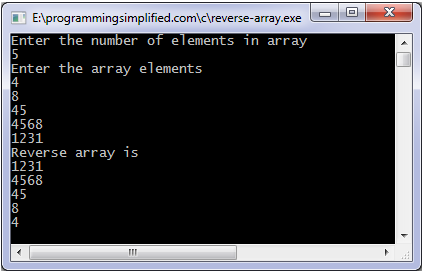 E:\programmingsimplified.com\c\reverse-array.exe
Enter the number of elements in array
5
Enter the array elements
4
8
45
4568
1231
Reverse array is
1231
4568
45
8
4